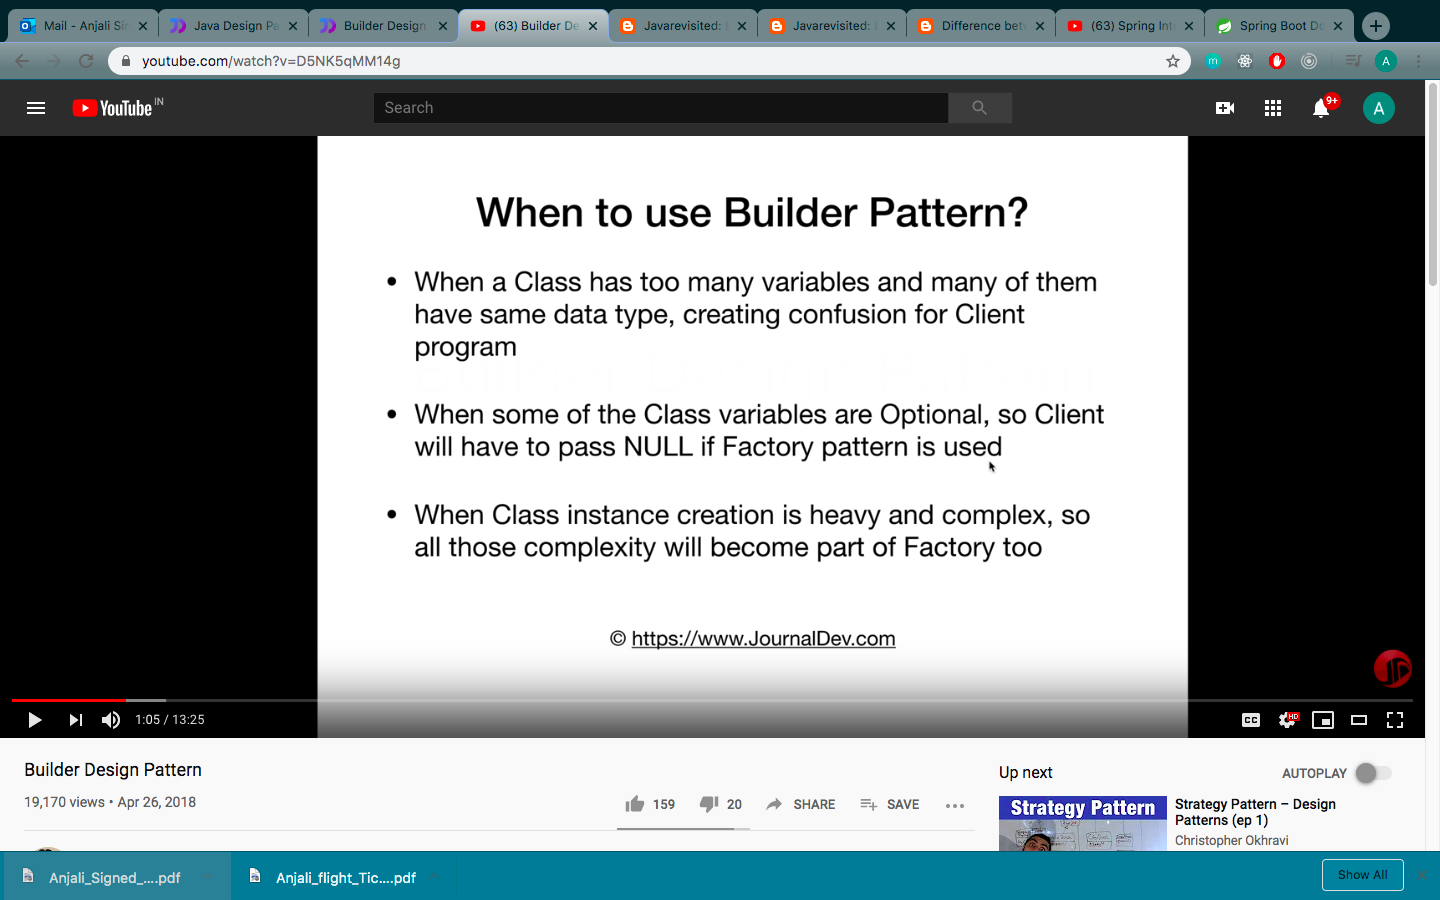 Mail - Anjali Si
Java Design Pa
Builder Design
(63) Builder De
Javarevisited:
Javarevisited:
Difference bet
(63) Spring Int
Spring Boot Do
youtube.com/watch?v=D5NK5qMM14g
m
A
YouTube IN
Search
9+
A
When to use Builder Pattern?
• When a Class has too many variables and many of them
have same data type, creating confusion for Client
program
• When some of the Class variables are Optional, so Client
will have to pass NULL if Factory pattern is used
• When Class instance creation is heavy and complex, so
all those complexity will become part of Factory too
© https://www.JournalDev.com
1:05 / 13:25
CC
HD
Builder Design Pattern
19,170 views • Apr 26, 2018
159
20
SHARE
SAVE
Up next
AUTOPLAY
Strategy Pattern
Strategy Pattern – Design
Patterns (ep 1)
Christopher Okhravi
Anjali_Signed_....pdf
Anjali_flight_Tic....pdf
Show All